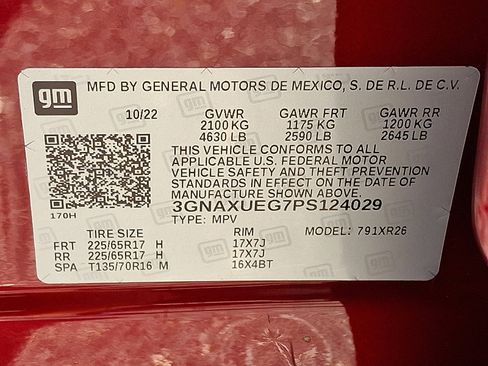 gm MFD BY GENERAL MOTORS DE MEXICO, S. DE R.L. DE C.V.
10/22 GVWR GAWR FRT GAWR RR
2100 KG 1175 KG 1200 KG
4630 LB 2590 LB 2645 LB
THIS VEHICLE CONFORMS TO ALL
APPLICABLE U.S. FEDERAL MOTOR
VEHICLE SAFETY AND THEFT PREVENTION
STANDARDS IN EFFECT ON THE DATE OF
MANUFACTURE SHOWN ABOVE.
170H 3GNAXUEG7PS124029
TYPE: MPV
TIRE SIZE RIM MODEL: 791XR26
FRT 225/65R17 H 17X7J
RR 225/65R17 H 17X7J
SPA T135/70R16 M 16X4BT